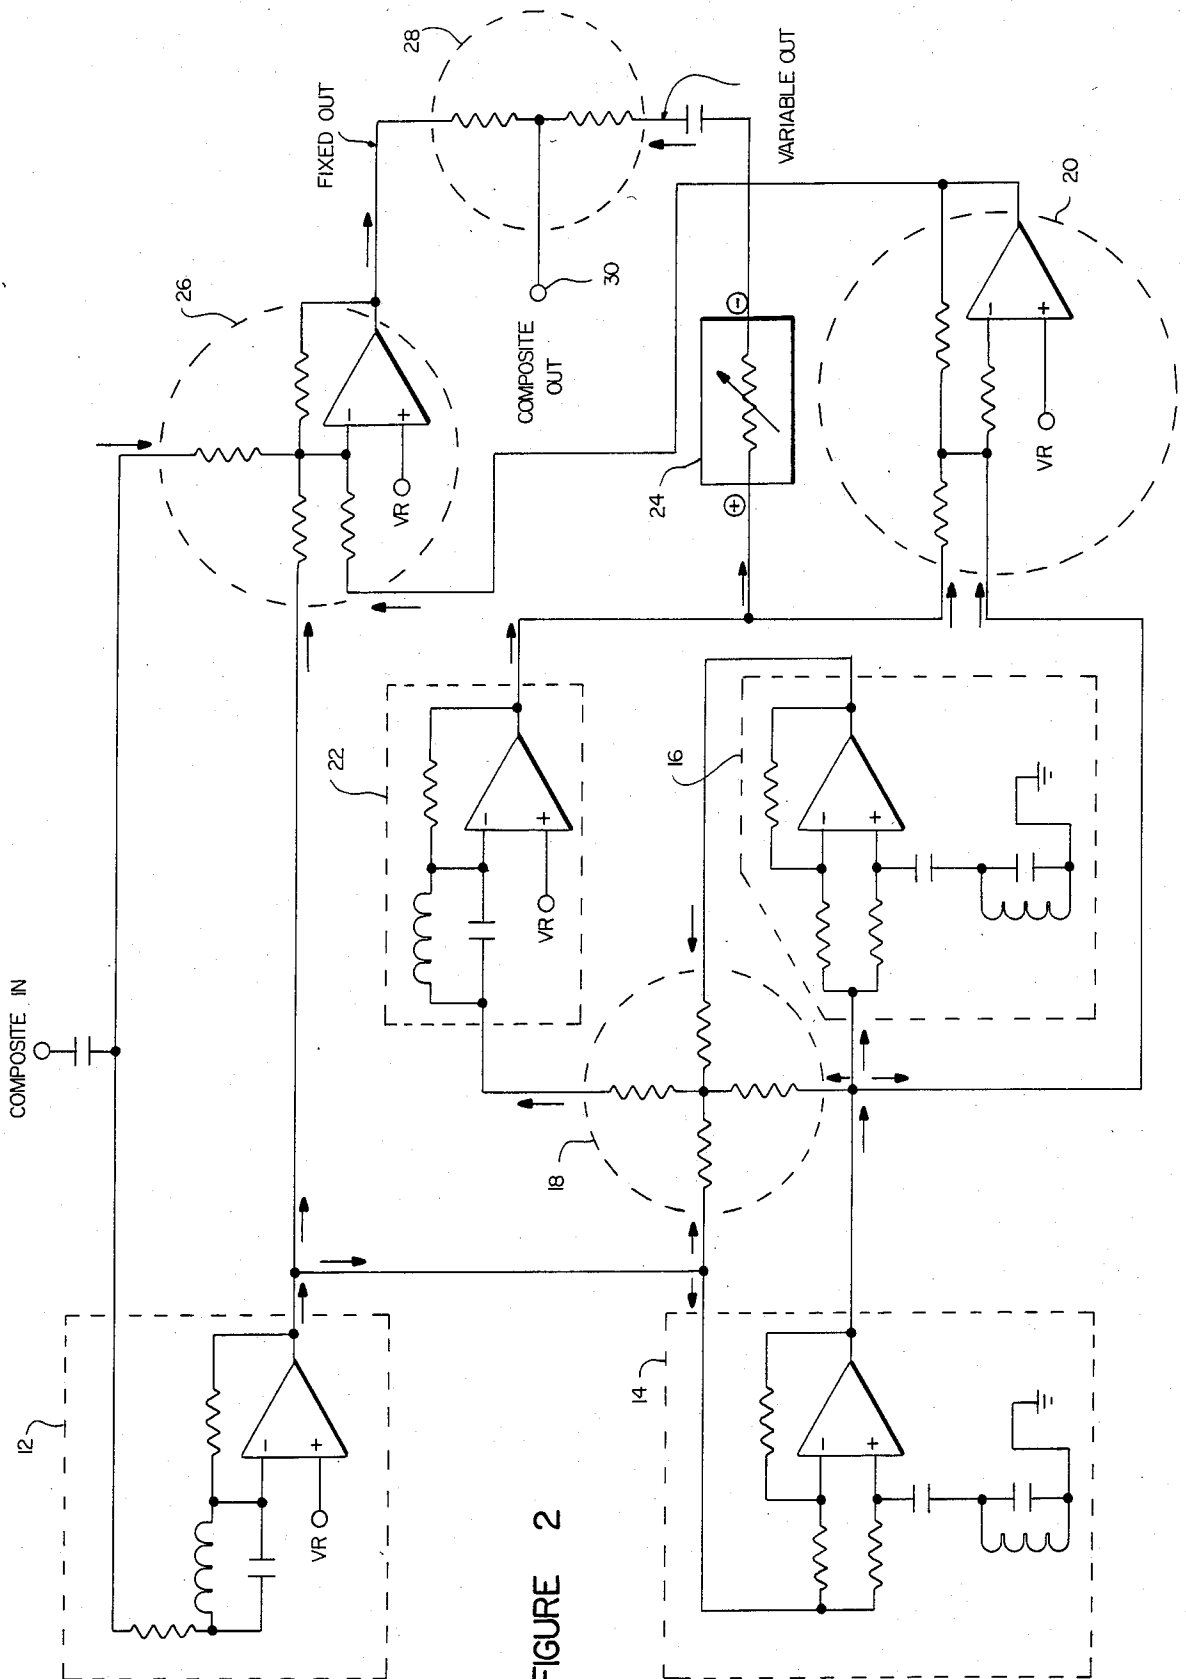 COMPOSITE IN
12
VR
26
VR
FIXED OUT
28
COMPOSITE
OUT
30
VARIABLE OUT
22
VR
24
+
-
16
18
14
20
VR
- +
- +
- +
- +
- +
- +
FIGURE 2